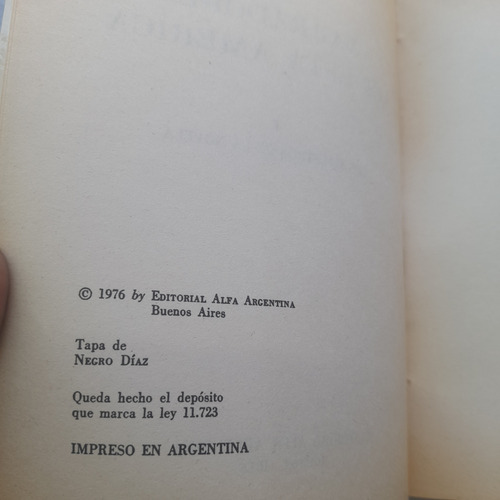 © 1976 by Editorial Alfa Argentina
Buenos Aires
Tapa de
Negro Díaz
Queda hecho el depósito
que marca la ley 11.723
IMPRESO EN ARGENTINA